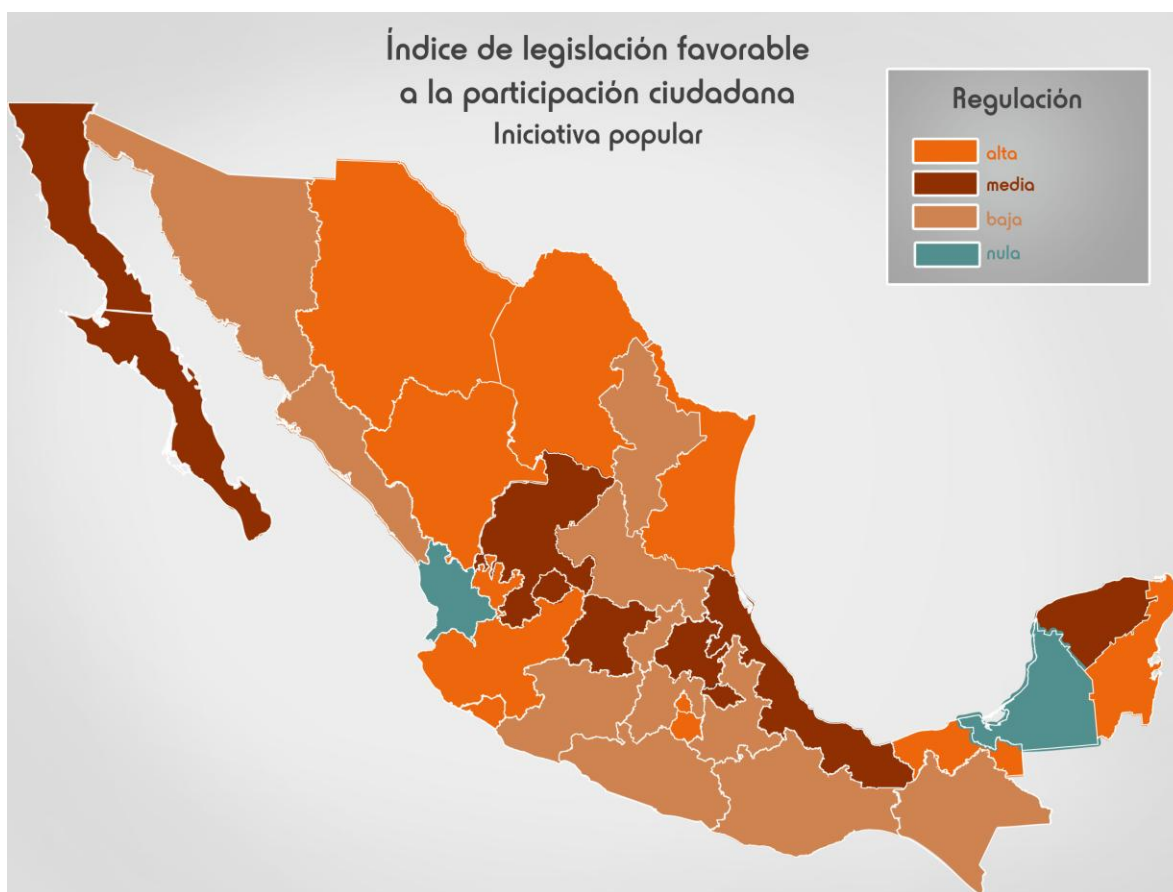 Índice de legislación favorable
a la participación ciudadana
Iniciativa popular
Regulación
alta
media
baja
nula